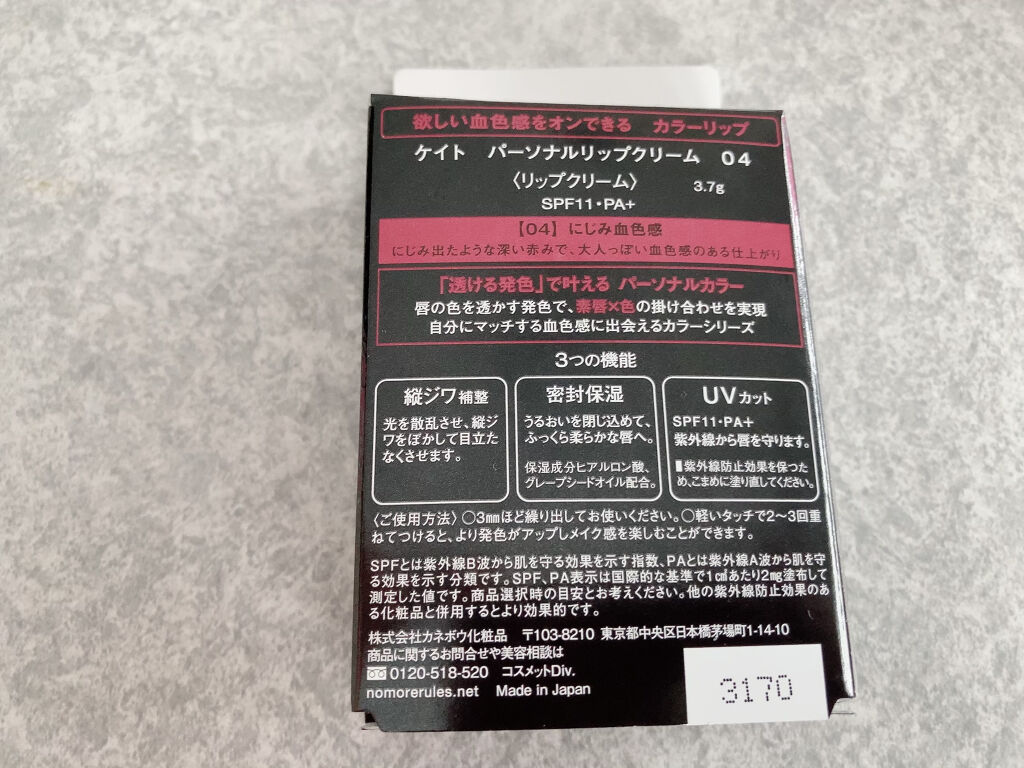 欲しい血色感をオンできる カラーリップ
ケイト パーソナルリップクリーム 04
〈リップクリーム〉 3.7g
SPF11・PA+
【04】にじみ血色感
にじみ出たような深い赤みで、大人っぽい血色感のある仕上がり
「透ける発色」で叶える パーソナルカラー
唇の色を透かす発色で、素唇×色の掛け合わせを実現
自分にマッチする血色感に出会えるカラーシリーズ
3つの機能
縦ジワ補整
光を散乱させ、縦ジ
ワをぼかして目立た
なくさせます。
密封保湿
うるおいを閉じ込めて、
ふっくら柔らかな唇へ。
保湿成分ヒアルロン酸、
グレープシードオイル配合。
UVカット
SPF11・PA+
紫外線から唇を守ります。
■紫外線防止効果を保つた
め、こまめに塗り直してください。
〈ご使用方法〉○3mmほど繰り出してお使いください。○軽いタッチで2〜3回重
ねてつけると、より発色がアップしメイク感を楽しむことができます。
SPFとは紫外線B波から肌を守る効果を示す指数、PAとは紫外線A波から肌を守
る効果を示す分類です。SPF、PA表示は国際的な基準で1㎠あたり2mg塗布して
測定した値です。商品選択時の目安とお考えください。他の紫外線防止効果のあ
る化粧品と併用するとより効果的です。
株式会社カネボウ化粧品 〒103-8210 東京都中央区日本橋茅場町1-14-10
商品に関するお問合せや美容相談は
0120-518-520 コスメットDiv.
nomorerules.net Made in Japan
3170